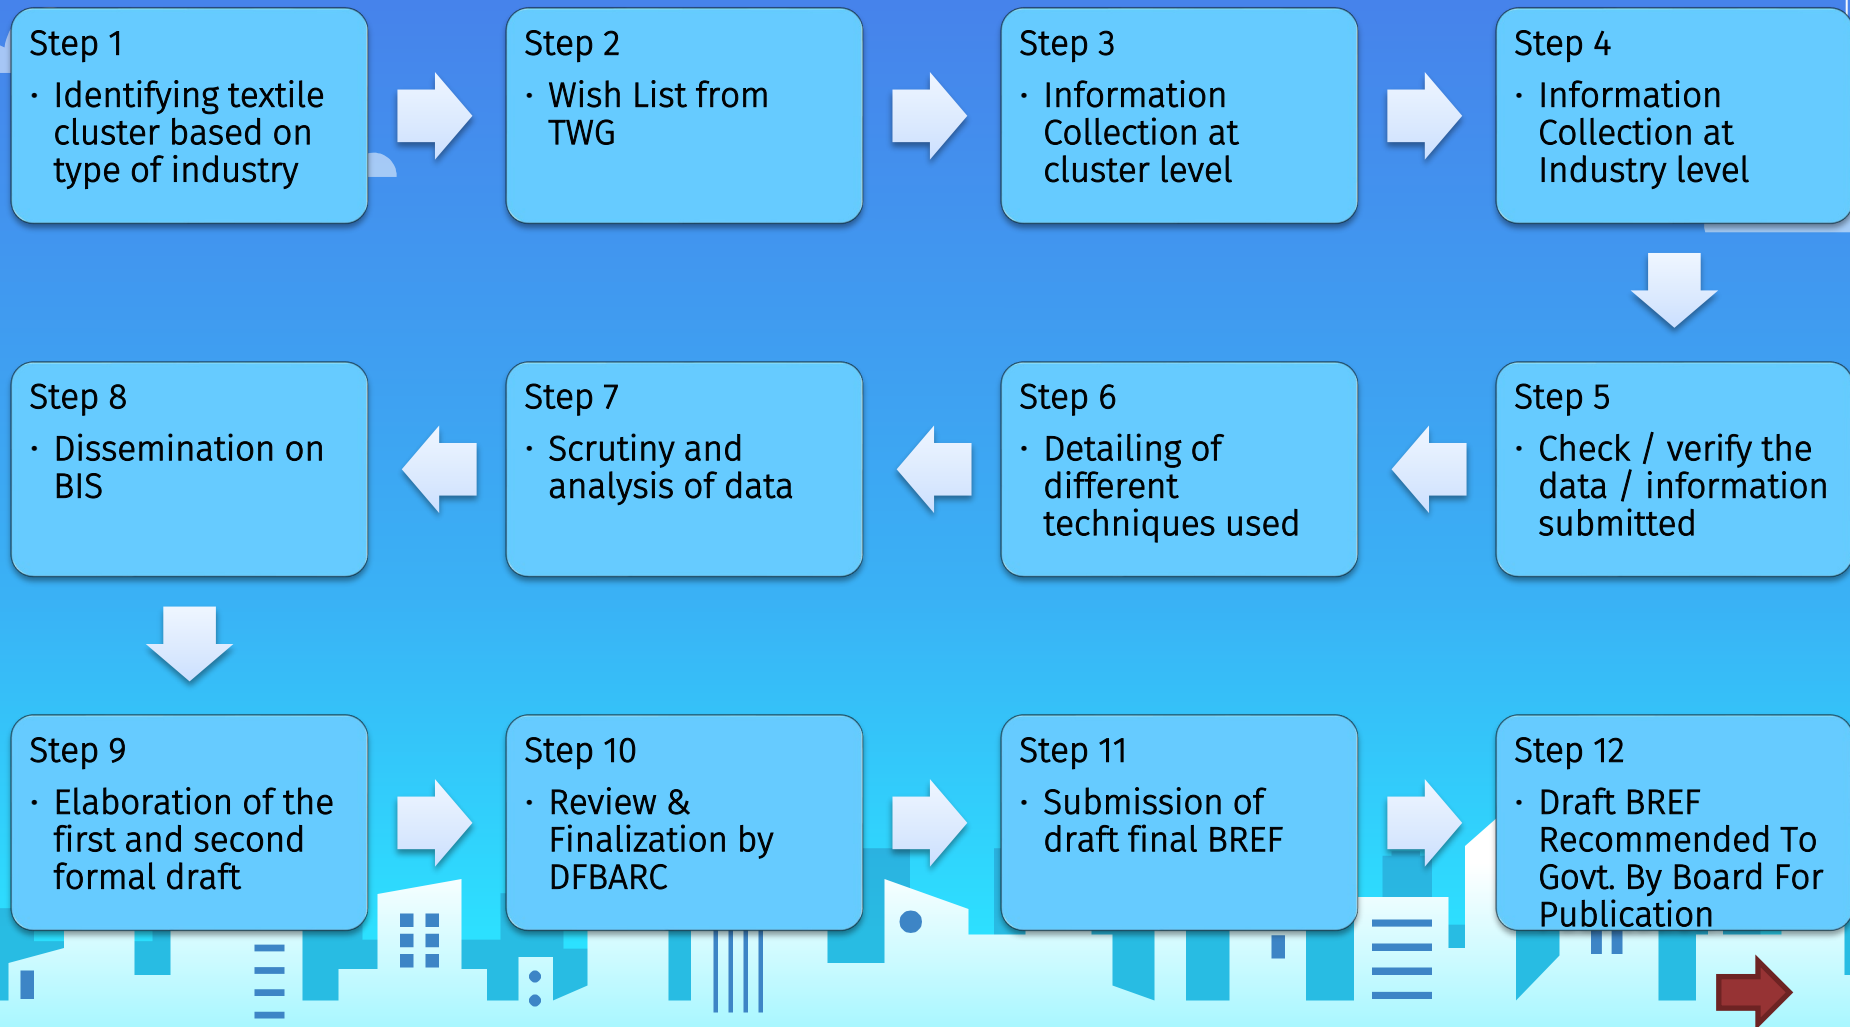 Step 1
· Identifying textile
cluster based on
type of industry
Step 2
· Wish List from
TWG
Step 3
· Information
Collection at
cluster level
Step 4
· Information
Collection at
Industry level
Step 5
· Check / verify the
data / information
submitted
Step 6
· Detailing of
different
techniques used
Step 7
· Scrutiny and
analysis of data
Step 8
· Dissemination on
BIS
Step 9
· Elaboration of the
first and second
formal draft
Step 10
· Review &
Finalization by
DFBARC
Step 11
· Submission of
draft final BREF
Step 12
· Draft BREF
Recommended To
Govt. By Board For
Publication